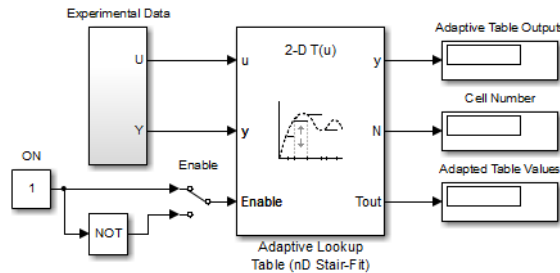 Experimental Data
U
Y
ON
1
NOT
Enable
2-D T(u)
u
y
Enable
y
N
Tout
Adaptive Lookup
Table (nD Stair-Fit)
Adaptive Table Output
Cell Number
Adapted Table Values